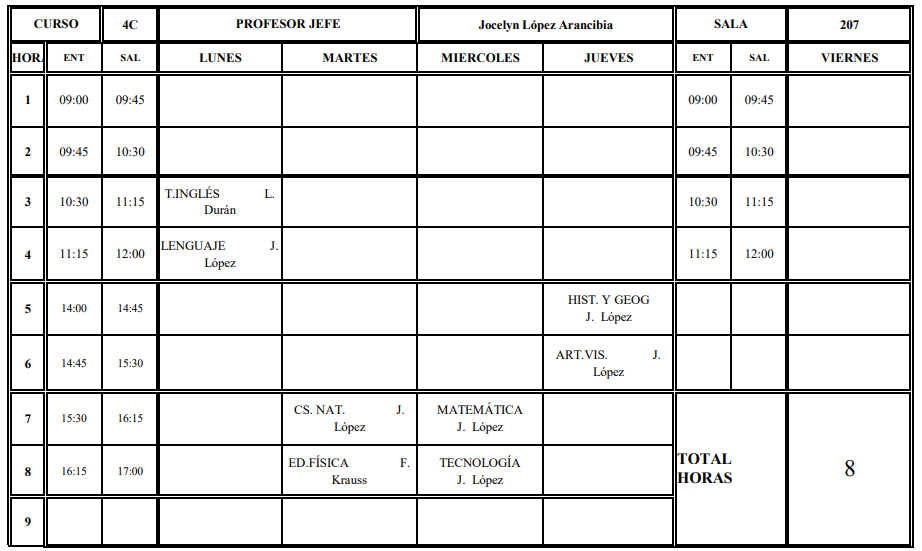 CURSO 4C PROFESOR JEFE Jocelyn López Arancibia SALA 207
HOR ENT SAL LUNES MARTES MIERCOLES JUEVES ENT SAL VIERNES
1 09:00 09:45 09:00 09:45
2 09:45 10:30 09:45 10:30
3 10:30 11:15 T.INGLÉS L. 10:30 11:15
Durán
4 11:15 12:00 LENGUAJE J. 11:15 12:00
López
5 14:00 14:45 HIST. Y GEOG
J. López
6 14:45 15:30 ART.VIS. J.
López
7 15:30 16:15 CS. NAT. J. MATEMÁTICA
López J. López
8 16:15 17:00 ED.FÍSICA F. TECNOLOGÍA
Krauss J. López
TOTAL
HORAS
8
9